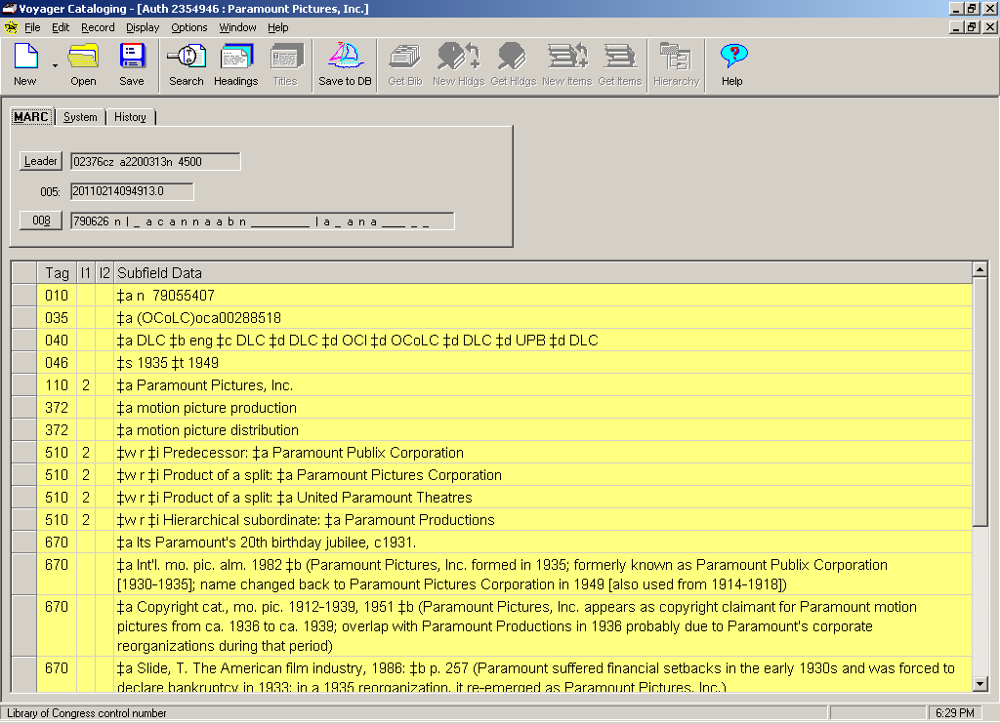 Voyager Cataloging - [Auth 2354946 : Paramount Pictures, Inc.]
File Edit Record Display Options Window Help
New Open Save Search Headings Titles Save to DB Get Bib New Hldgs Get Hldgs New Items Get Items Hierarchy Help
MARC System History
Leader 02376cz a2200313n 4500
005: 20110214094913.0
008 790626 n | _ a c a n n a a b n _________ | a _ a n a ___ _ _
Tag I1 I2 Subfield Data
010 ‡a n 79055407
035 ‡a (OCoLC)oca00288518
040 ‡a DLC ‡b eng ‡c DLC ‡d DLC ‡d OCl ‡d OCoLC ‡d DLC ‡d UPB ‡d DLC
046 ‡s 1935 ‡t 1949
110 2 ‡a Paramount Pictures, Inc.
372 ‡a motion picture production
372 ‡a motion picture distribution
510 2 ‡w r ‡i Predecessor: ‡a Paramount Publix Corporation
510 2 ‡w r ‡i Product of a split: ‡a Paramount Pictures Corporation
510 2 ‡w r ‡i Product of a split: ‡a United Paramount Theatres
510 2 ‡w r ‡i Hierarchical subordinate: ‡a Paramount Productions
670 ‡a Its Paramount's 20th birthday jubilee, c1931.
670 ‡a Int'l. mo. pic. alm. 1982 ‡b (Paramount Pictures, Inc. formed in 1935; formerly known as Paramount Publix Corporation
[1930-1935]; name changed back to Paramount Pictures Corporation in 1949 [also used from 1914-1918])
670 ‡a Copyright cat., mo. pic. 1912-1939, 1951 ‡b (Paramount Pictures, Inc. appears as copyright claimant for Paramount motion
pictures from ca. 1936 to ca. 1939; overlap with Paramount Productions in 1936 probably due to Paramount's corporate
reorganizations during that period)
670 ‡a Slide, T. The American film industry, 1986: ‡b p. 257 (Paramount suffered financial setbacks in the early 1930s and was forced to
declare bankruptcy in 1933; in a 1935 reorganization, it re-emerged as Paramount Pictures, Inc.)
Library of Congress control number 6:29 PM